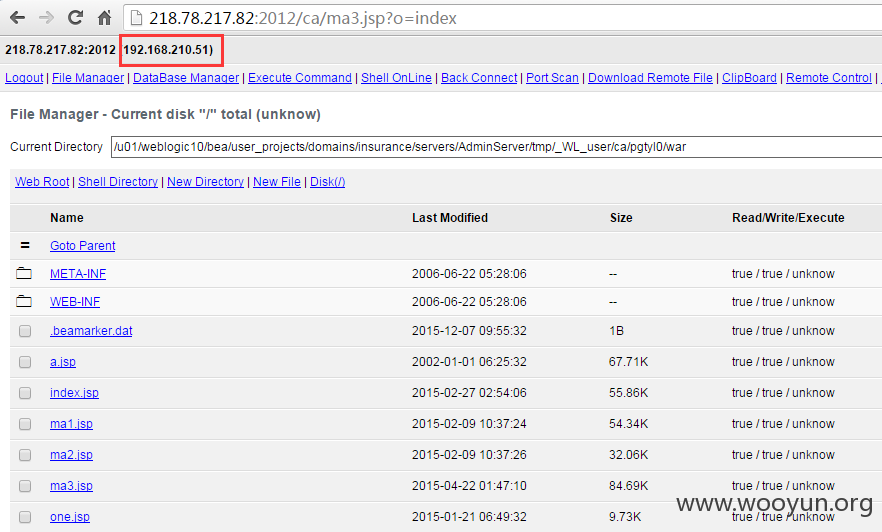 218.78.217.82:2012/ca/ma3.jsp?o=index
218.78.217.82:2012 192.168.210.51)
Logout | File Manager | DataBase Manager | Execute Command | Shell OnLine | Back Connect | Port Scan | Download Remote File | ClipBoard | Remote Control |
File Manager - Current disk "/" total (unknow)
Current Directory /u01/weblogic10/bea/user_projects/domains/insurance/servers/AdminServer/tmp/_WL_user/ca/pgtyl0/war
Web Root | Shell Directory | New Directory | New File | Disk(/)
Name Last Modified Size Read/Write/Execute
= Goto Parent
META-INF 2006-06-22 05:28:06 -- true / true / unknow
WEB-INF 2006-06-22 05:28:06 -- true / true / unknow
.beamarker.dat 2015-12-07 09:55:32 1B true / true / unknow
a.jsp 2002-01-01 06:25:32 67.71K true / true / unknow
index.jsp 2015-02-27 02:54:06 55.86K true / true / unknow
ma1.jsp 2015-02-09 10:37:24 54.34K true / true / unknow
ma2.jsp 2015-02-09 10:37:26 32.06K true / true / unknow
ma3.jsp 2015-04-22 01:47:10 84.69K true / true / unknow
one.jsp 2015-01-21 06:49:32 9.73K true / true / unknow
www.wooyun.org